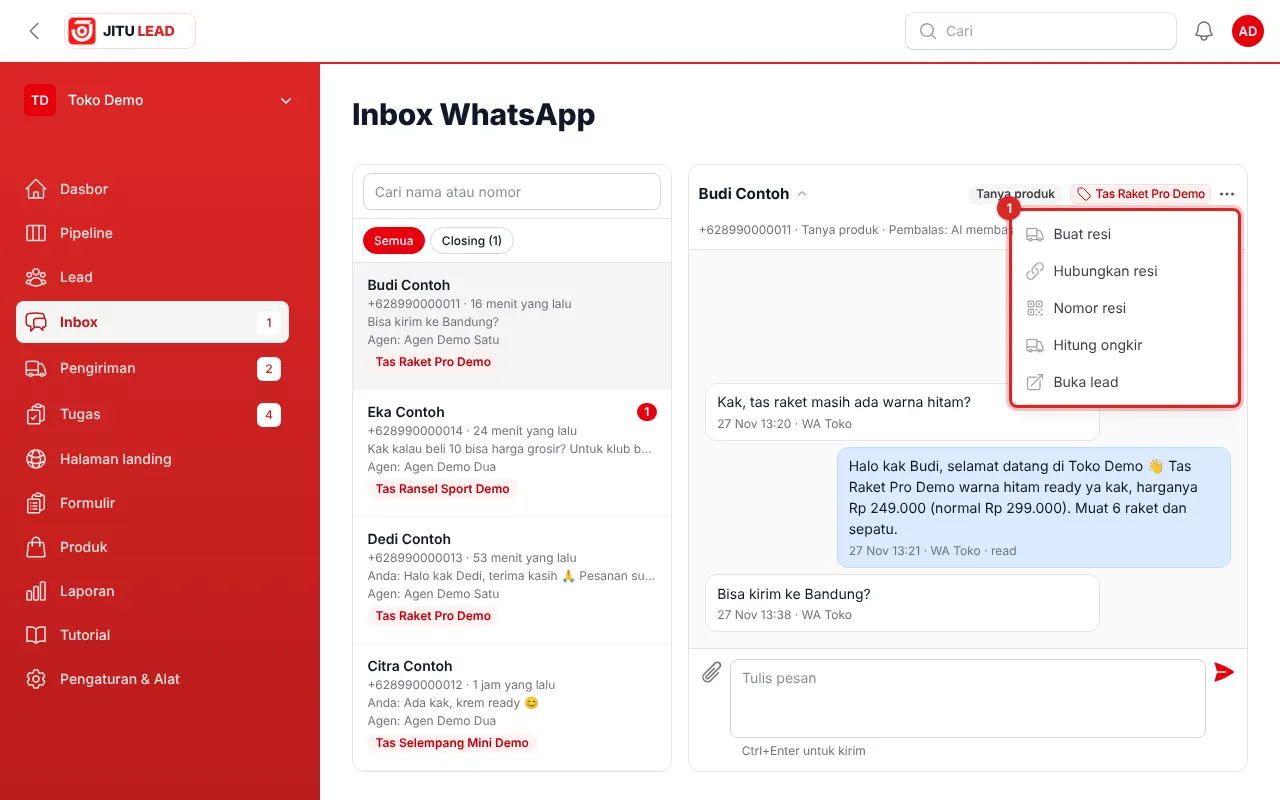 JITU LEAD
Cari
AD
TD
Toko Demo
Dasbor
Pipeline
Lead
Inbox
1
Pengiriman
2
Tugas
4
Halaman landing
Formulir
Produk
Laporan
Tutorial
Pengaturan & Alat
Inbox WhatsApp
Cari nama atau nomor
Semua
Closing (1)
Budi Contoh
+628990000011 · 16 menit yang lalu
Bisa kirim ke Bandung?
Agen: Agen Demo Satu
Tas Raket Pro Demo
Eka Contoh
1
+628990000014 · 24 menit yang lalu
Kak kalau beli 10 bisa harga grosir? Untuk klub b...
Agen: Agen Demo Dua
Tas Ransel Sport Demo
Dedi Contoh
+628990000013 · 53 menit yang lalu
Anda: Halo kak Dedi, terima kasih 🙏 Pesanan su...
Agen: Agen Demo Satu
Tas Raket Pro Demo
Citra Contoh
+628990000012 · 1 jam yang lalu
Anda: Ada kak, krem ready 😊
Agen: Agen Demo Dua
Tas Selempang Mini Demo
Budi Contoh
Tanya produk
Tas Raket Pro Demo
+628990000011 · Tanya produk · Pembalas: AI membas
1
Buat resi
Hubungkan resi
Nomor resi
Hitung ongkir
Buka lead
Kak, tas raket masih ada warna hitam?
27 Nov 13:20 · WA Toko
Halo kak Budi, selamat datang di Toko Demo 👋 Tas
Raket Pro Demo warna hitam ready ya kak, harganya
Rp 249.000 (normal Rp 299.000). Muat 6 raket dan
sepatu.
27 Nov 13:21 · WA Toko · read
Bisa kirim ke Bandung?
27 Nov 13:38 · WA Toko
Tulis pesan
Ctrl+Enter untuk kirim